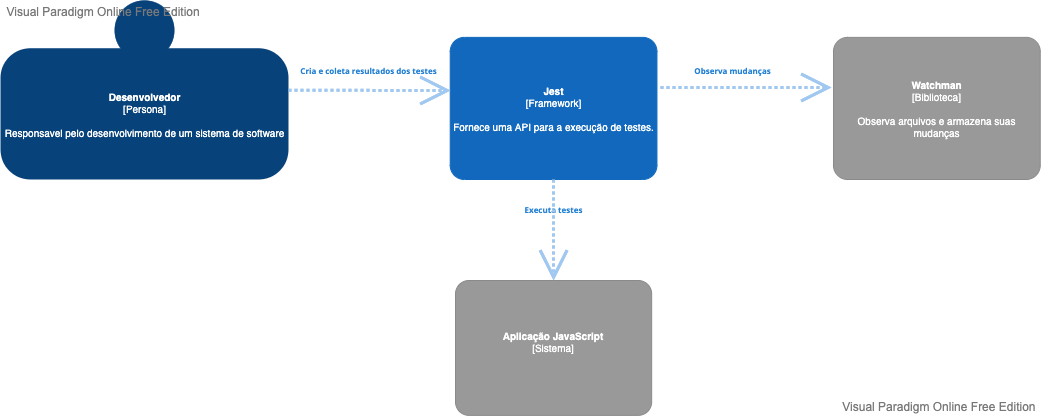 Visual Paradigm Online Free Edition
Desenvolvedor
[Persona]
Responsavel pelo desenvolvimento de um sistema de software
Cria e coleta resultados dos testes
Jest
[Framework]
Fornece uma API para a execução de testes.
Observa mudanças
Watchman
[Biblioteca]
Observa arquivos e armazena suas
mudanças
Executa testes
Aplicação JavaScript
[Sistema]
Visual Paradigm Online Free Edition